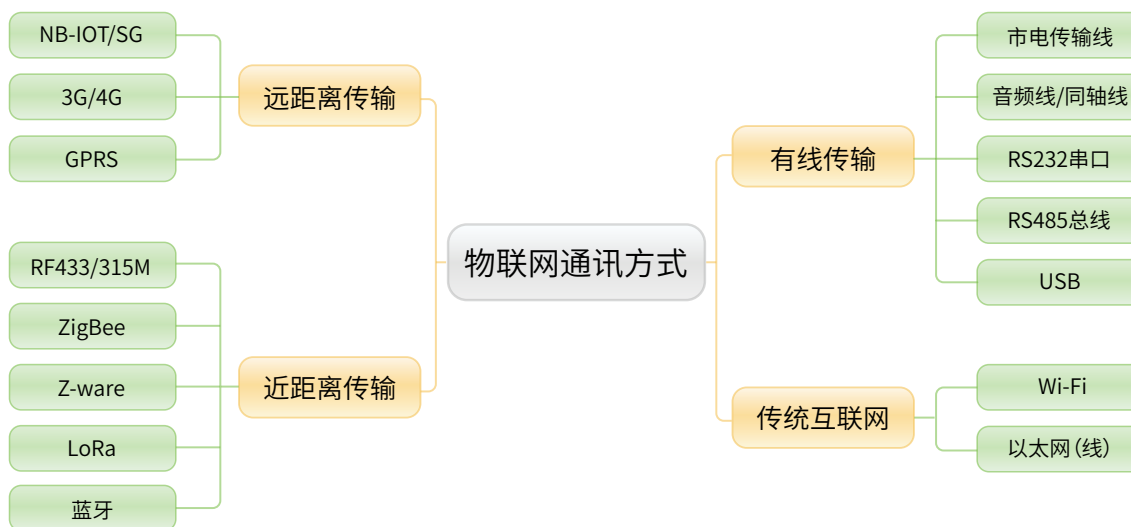 NB-IOT/SG
3G/4G
GPRS
远距离传输
RF433/315M
ZigBee
Z-ware
LoRa
蓝牙
近距离传输
物联网通讯方式
有线传输
市电传输线
音频线/同轴线
RS232串口
RS485总线
USB
传统互联网
Wi-Fi
以太网(线)